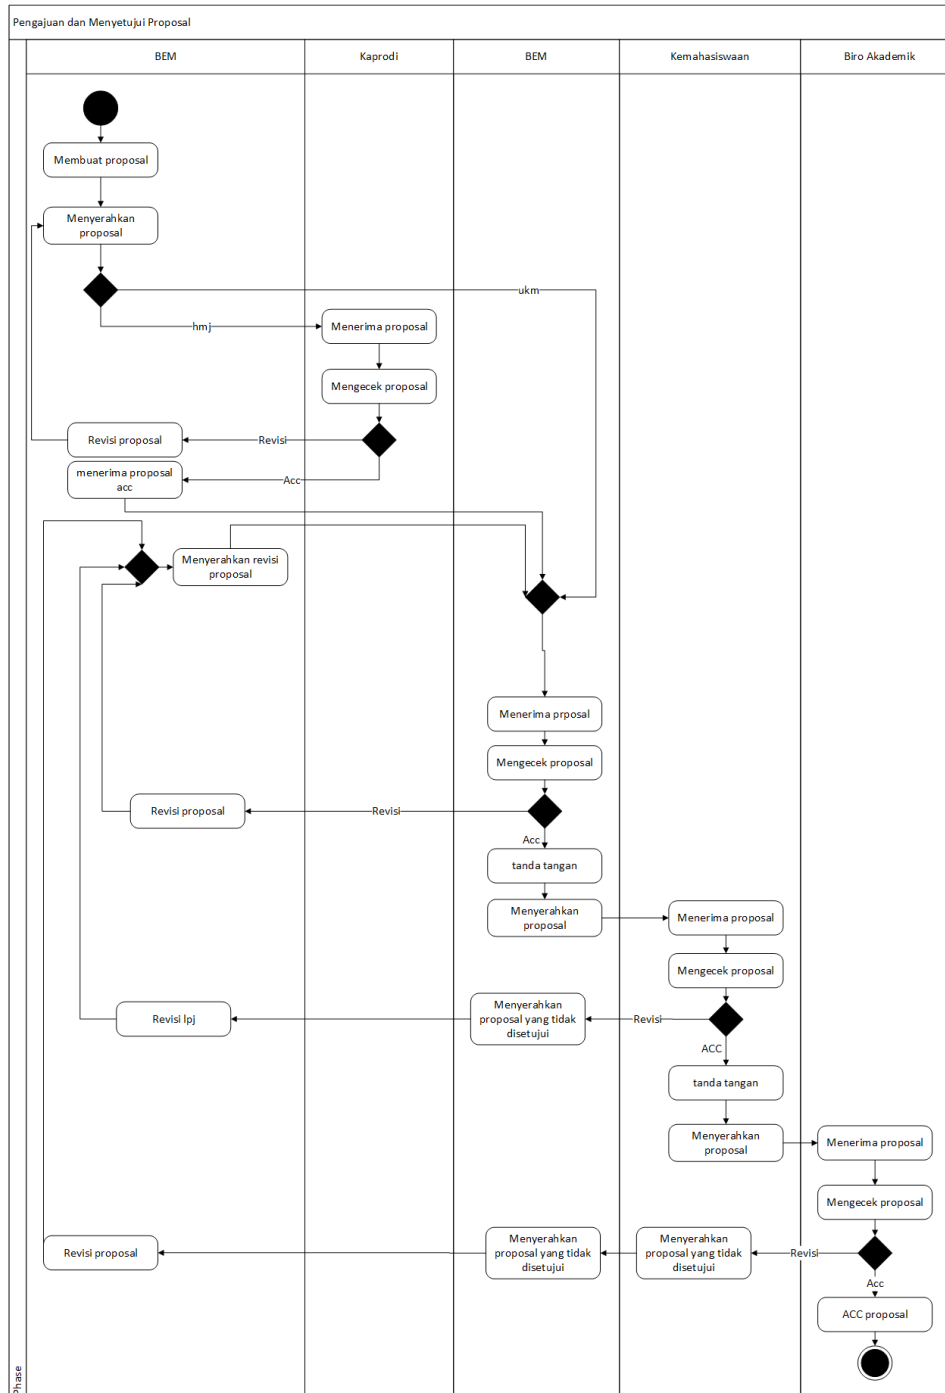 Pengajuan dan Menyetujui Proposal
BEM
Kaprodi
BEM
Kemahasiswaan
Biro Akademik
Membuat proposal
Menyerahkan
proposal
ukm
hmj
Menerima proposal
Mengecek proposal
Revisi proposal
Revisi
menerima proposal
acc
Acc
Menyerahkan revisi
proposal
Menerima prposal
Mengecek proposal
Revisi proposal
Revisi
Acc
tanda tangan
Menyerahkan
proposal
Menerima proposal
Mengecek proposal
Revisi lpj
Menyerahkan
proposal yang tidak
disetujui
Revisi
ACC
tanda tangan
Menyerahkan
proposal
Menerima proposal
Mengecek proposal
Revisi proposal
Menyerahkan
proposal yang tidak
disetujui
Menyerahkan
proposal yang tidak
disetujui
Revisi
Acc
ACC proposal
Phase